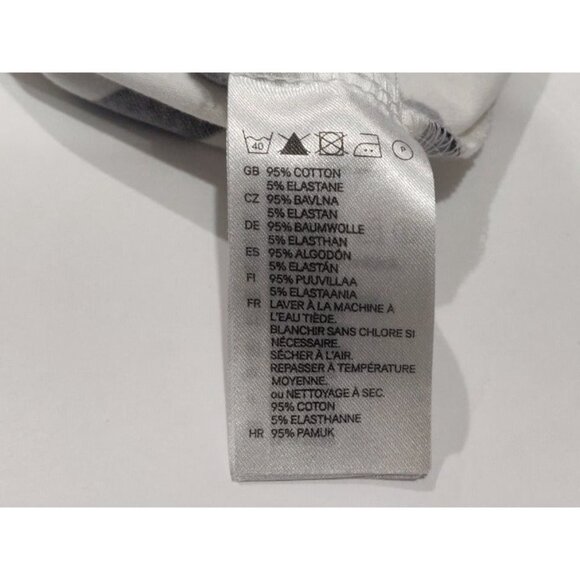 40 P
GB 95% COTTON
5% ELASTANE
CZ 95% BAVLNA
5% ELASTAN
DE 95% BAUMWOLLE
5% ELASTHAN
ES 95% ALGODÓN
5% ELASTÁN
FI 95% PUUVILLAA
5% ELASTAANIA
FR LAVER À LA MACHINE À
L'EAU TIÈDE.
BLANCHIR SANS CHLORE SI
NÉCESSAIRE.
SÉCHER À L'AIR.
REPASSER À TEMPÉRATURE
MOYENNE.
ou NETTOYAGE À SEC.
95% COTON
5% ELASTHANNE
HR 95% PAMUK